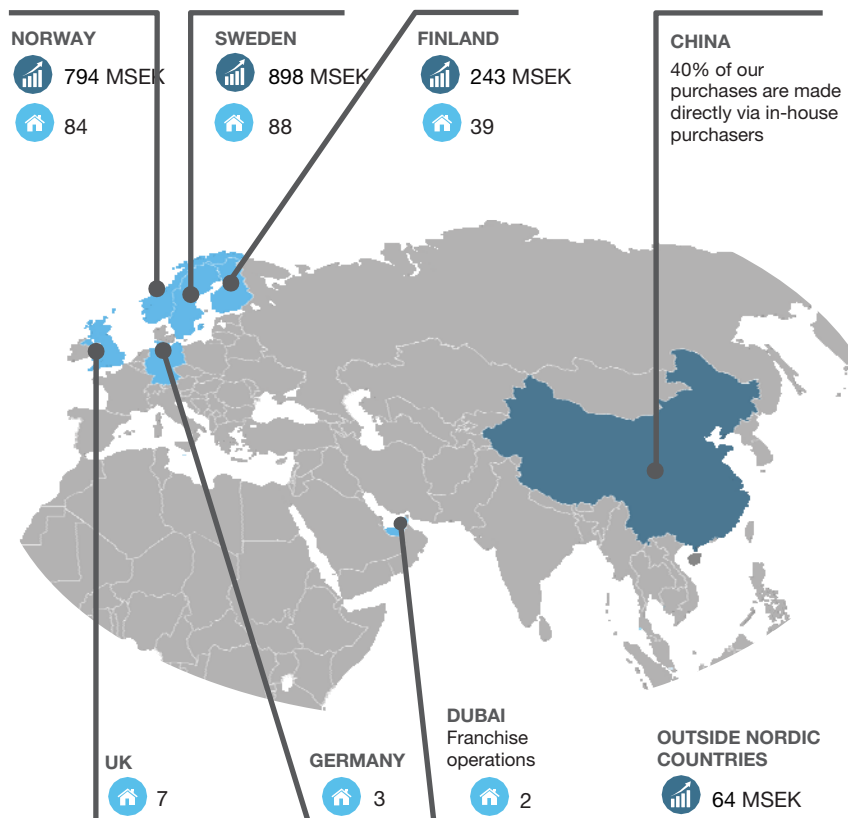 NORWAY
794 MSEK
84
SWEDEN
898 MSEK
88
FINLAND
243 MSEK
39
CHINA
40% of our
purchases are made
directly via in-house
purchasers
UK
7
GERMANY
3
DUBAI
Franchise
operations
2
OUTSIDE NORDIC
COUNTRIES
64 MSEK